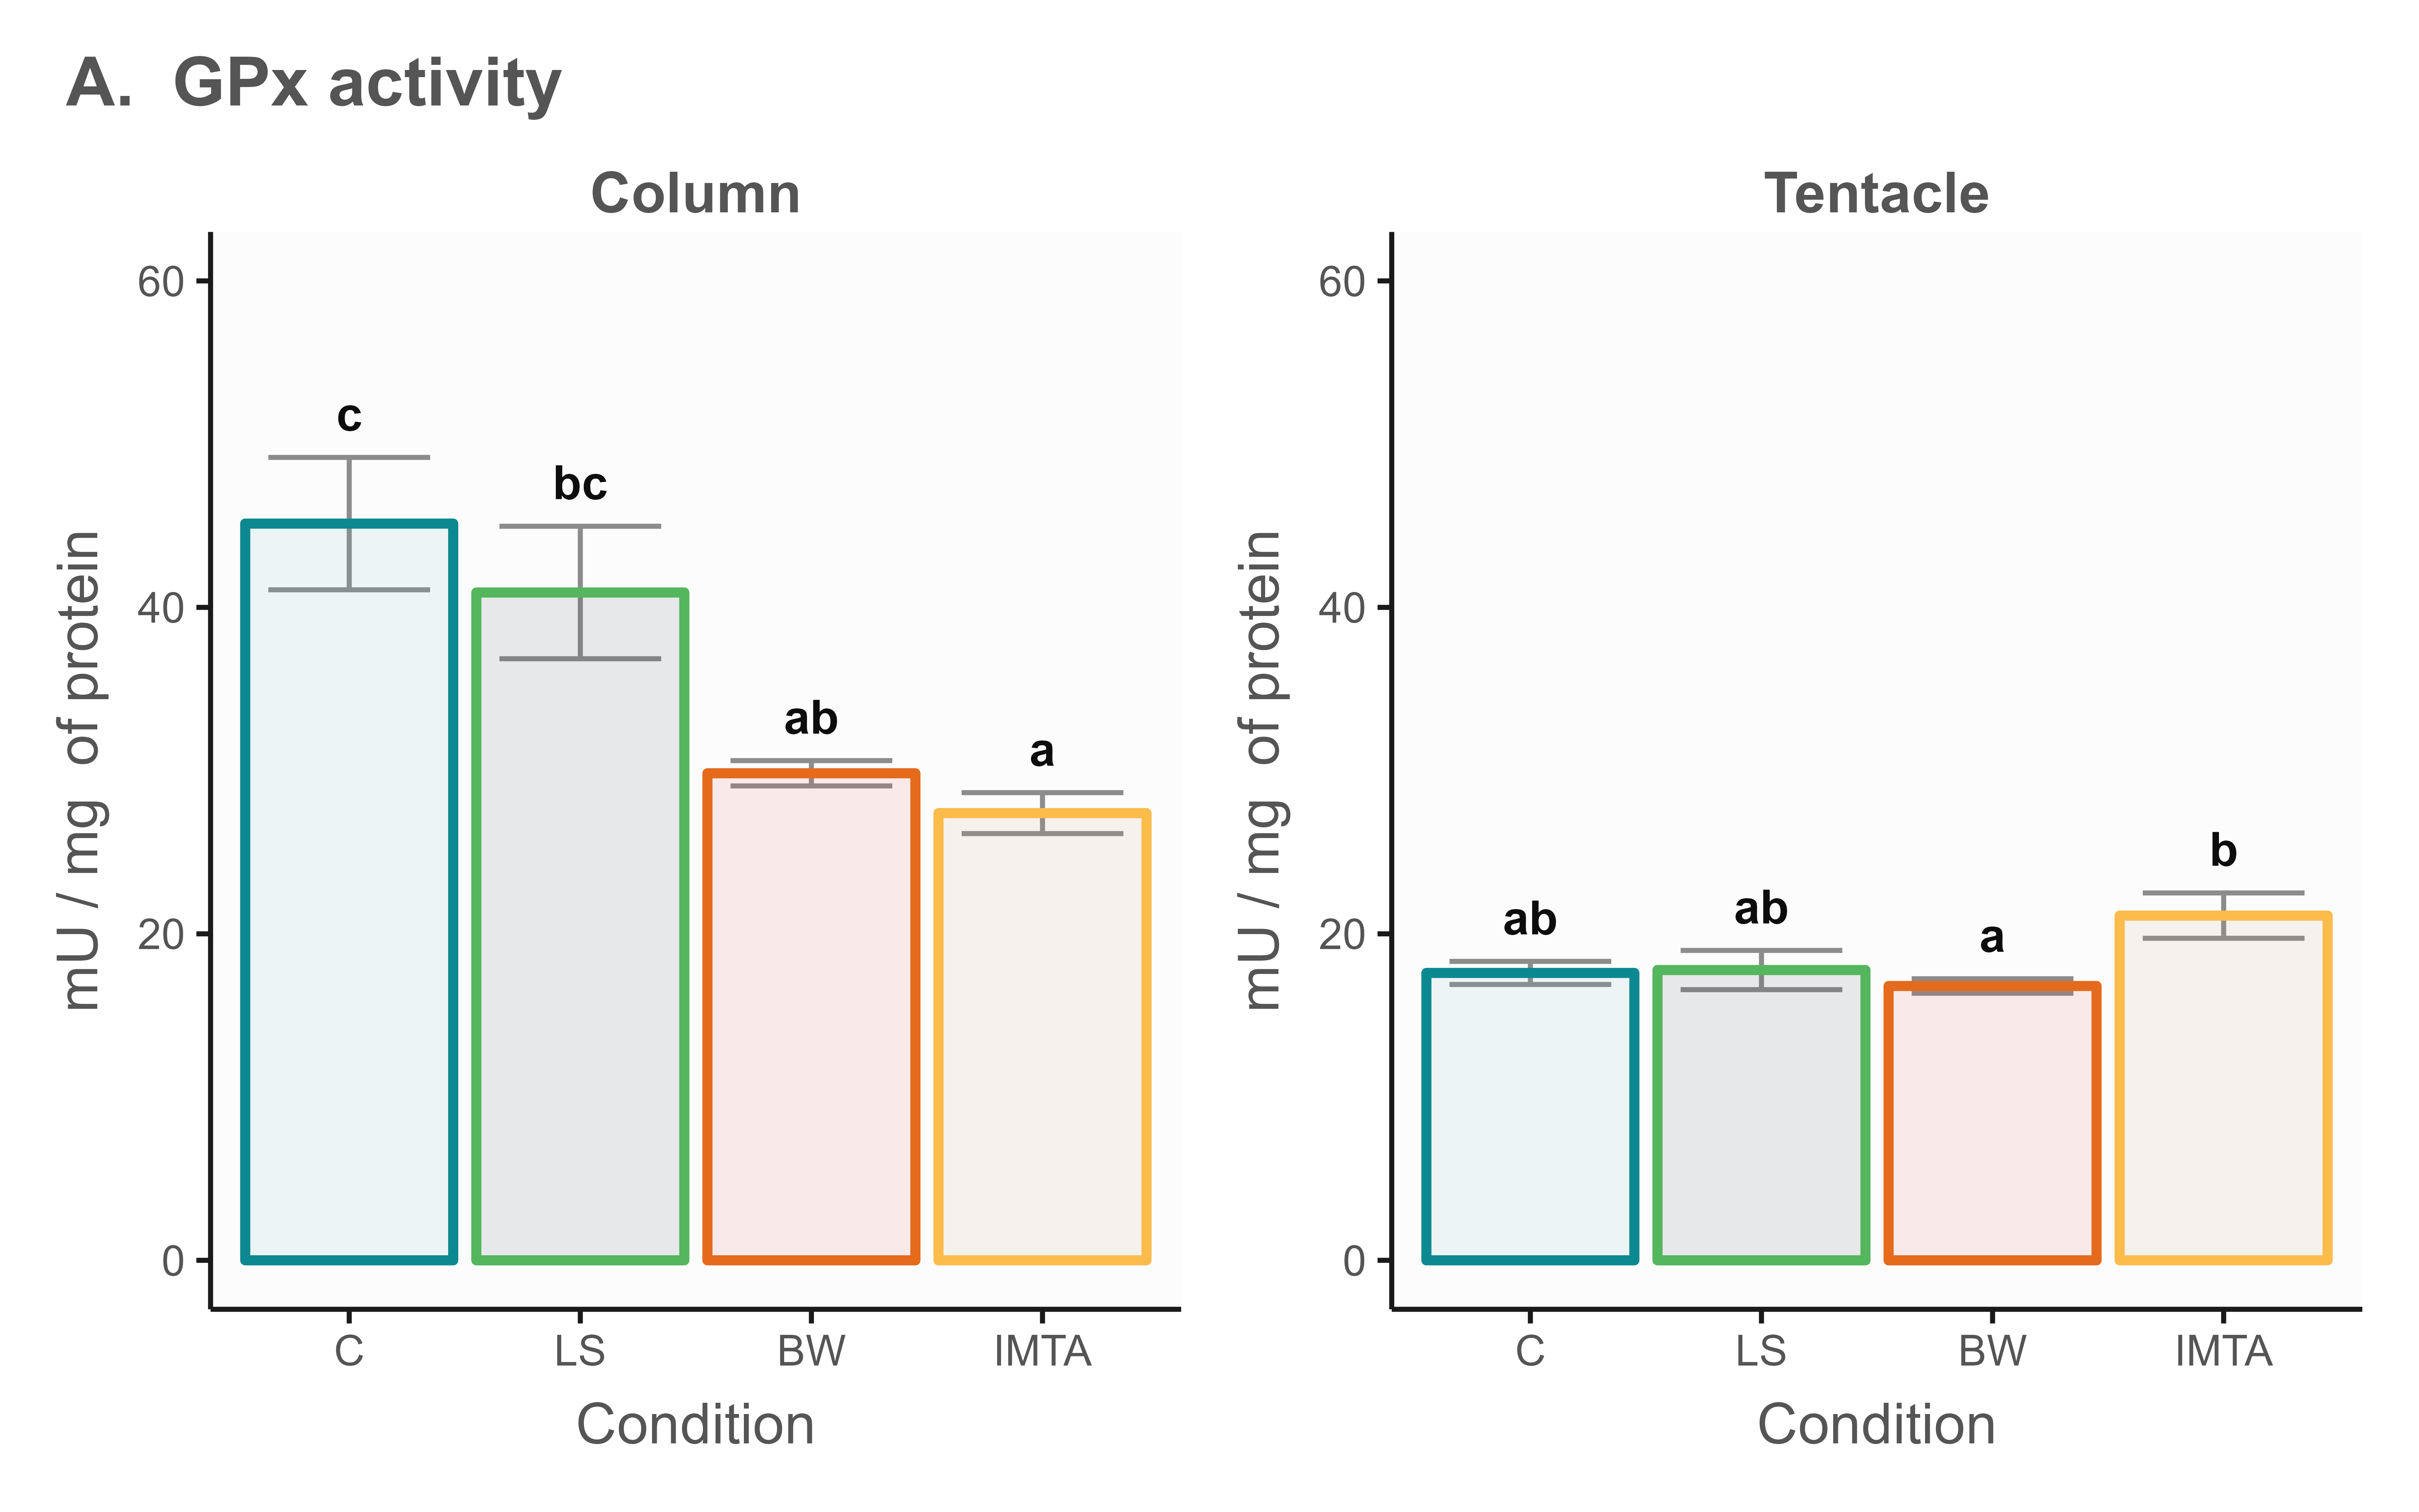 A.  GPx activity
Column
mU / mg  of protein
60
40
20
0
c
bc
ab
a
C
LS
BW
IMTA
Condition
Tentacle
mU / mg  of protein
60
40
20
0
ab
ab
a
b
C
LS
BW
IMTA
Condition